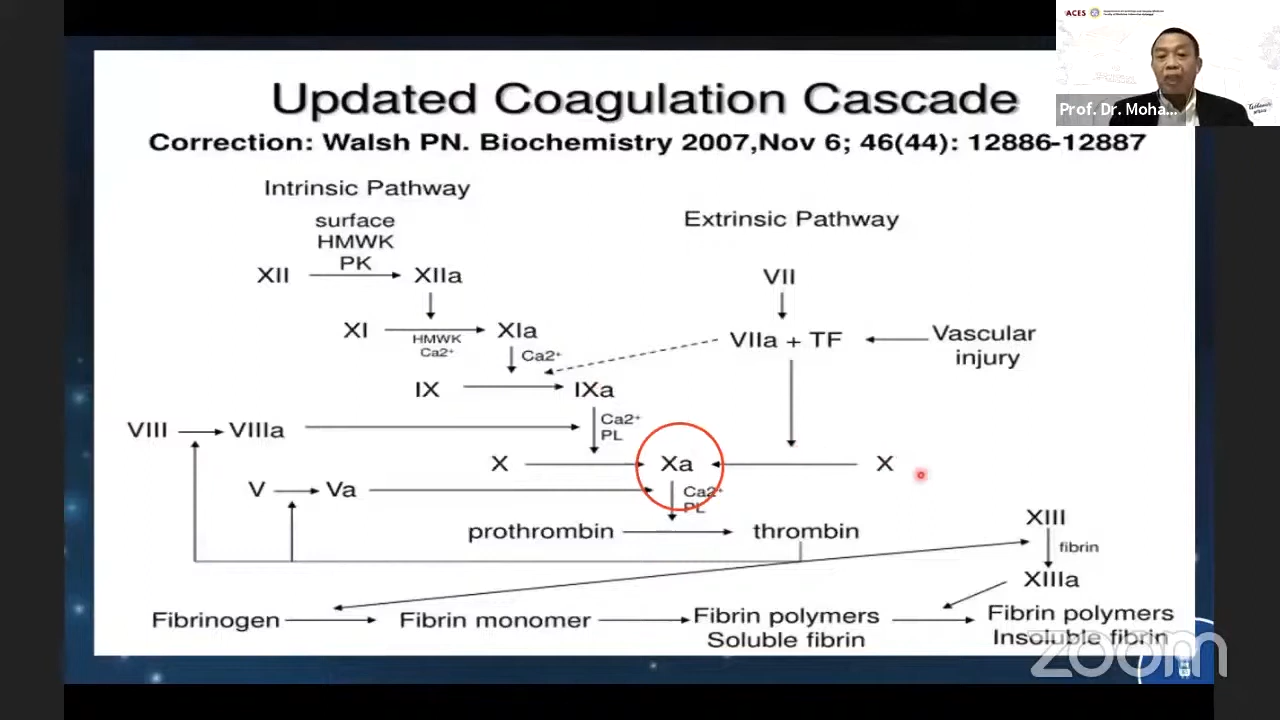 ACES
Updated Coagulation Cascade
Correction: Walsh PN. Biochemistry 2007,Nov 6; 46(44): 12886-12887
Prof. Dr. Moha...
Intrinsic Pathway
Extrinsic Pathway
surface
HMWK
PK
XII
XIIa
VII
XI
HMWK
Ca2+
XIa
Ca2+
VIIa + TF
Vascular
injury
IX
IXa
Ca2+
PL
VIII
VIIIa
X
Xa
X
V
Va
Ca2+
PL
prothrombin
thrombin
XIII
fibrin
XIIIa
Fibrinogen
Fibrin monomer
Fibrin polymers
Soluble fibrin
Fibrin polymers
Insoluble fibrin
zoom